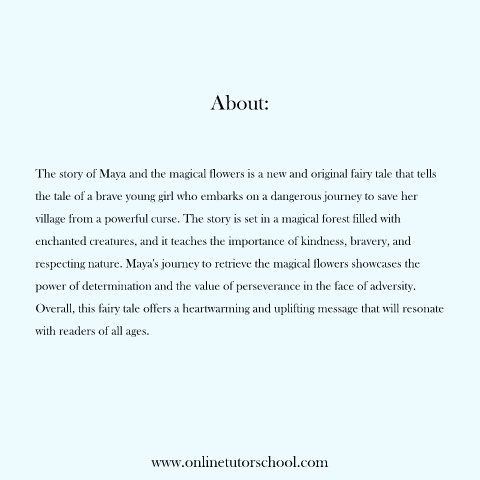 About:
The story of Maya and the magical flowers is a new and original fairy tale that tells
the tale of a brave young girl who embarks on a dangerous journey to save her
village from a powerful curse. The story is set in a magical forest filled with
enchanted creatures, and it teaches the importance of kindness, bravery, and
respecting nature. Maya's journey to retrieve the magical flowers showcases the
power of determination and the value of perseverance in the face of adversity.
Overall, this fairy tale offers a heartwarming and uplifting message that will resonate
with readers of all ages.
www.onlinetutorschool.com